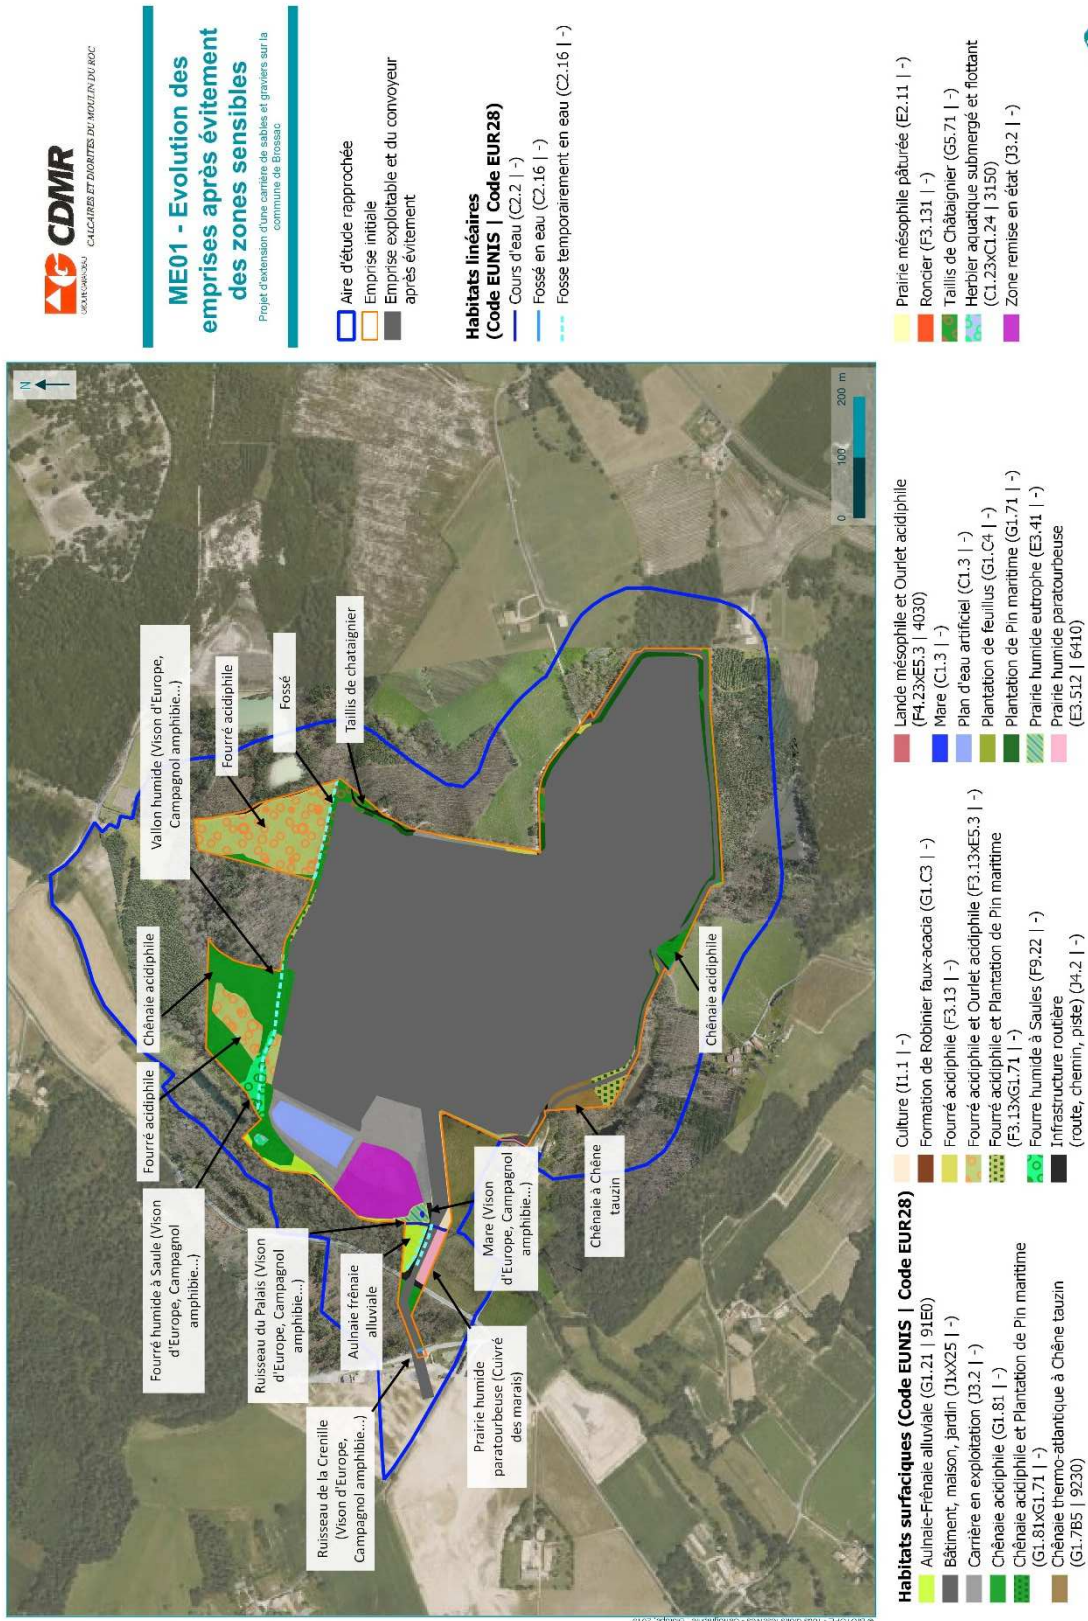 CDMR
CALCAIRES ET DIORITES DU MOULIN DU ROC
ME01 - Evolution des
emprises après évitement
des zones sensibles
Projet d'extension d'une carrière de sables et graviers sur la
commune de Brossac
Aire d'étude rapprochée
Emprise initiale
Emprise exploitable et du convoyeur
après évitement
Habitats linéaires
(Code EUNIS | Code EUR28)
Cours d'eau (C2.2 | -)
Fossé en eau (C2.16 | -)
Fosse temporairement en eau (C2.16 | -)
N
Vallon humide (Vison d'Europe,
Campagnol amphibie...)
Fourré acidiphile
Fossé
Taillis de chataignier
Chênaie acidiphile
Fourré acidiphile
Fourré humide à Saule (Vison
d'Europe, Campagnol
amphibie...)
Ruisseau du Palais (Vison
d'Europe, Campagnol
amphibie...)
Aulnaie frênaie
alluviale
Ruisseau de la Crenille
(Vison d'Europe,
Campagnol amphibie...)
Prairie humide
paratourbeuse (Cuivré
des marais)
Mare (Vison
d'Europe, Campagnol
amphibie...)
Chênaie à Chêne
tauzin
Chênaie acidiphile
0 100 200 m
Habitats surfaciques (Code EUNIS | Code EUR28)
Aulnaie-Frênaie alluviale (G1.21 | 91E0)
Bâtiment, maison, jardin (J1xX25 | -)
Carrière en exploitation (J3.2 | -)
Chênaie acidiphile (G1.81 | -)
Chênaie acidiphile et Plantation de Pin maritime
(G1.81xG1.71 | -)
Chênaie thermo-atlantique à Chêne tauzin
(G1.7B5 | 9230)
Culture (I1.1 | -)
Formation de Robinier faux-acacia (G1.C3 | -)
Fourré acidiphile (F3.13 | -)
Fourré acidiphile et Ourlet acidiphile (F3.13xE5.3 | -)
Fourré acidiphile et Plantation de Pin maritime
(F3.13xG1.71 | -)
Fourre humide à Saules (F9.22 | -)
Infrastructure routière
(route, chemin, piste) (J4.2 | -)
Lande mésophile et Ourlet acidiphile
(F4.23xE5.3 | 4030)
Mare (C1.3 | -)
Plan d'eau artificiel (C1.3 | -)
Plantation de feuillus (G1.C4 | -)
Plantation de Pin maritime (G1.71 | -)
Prairie humide eutrophe (E3.41 | -)
Prairie humide paratourbeuse
(E3.512 | 6410)
Prairie mésophile pâturée (E2.11 | -)
Roncier (F3.131 | -)
Taillis de Châtaignier (G5.71 | -)
Herbier aquatique submergé et flottant
(C1.23xC1.24 | 3150)
Zone remise en état (J3.2 | -)